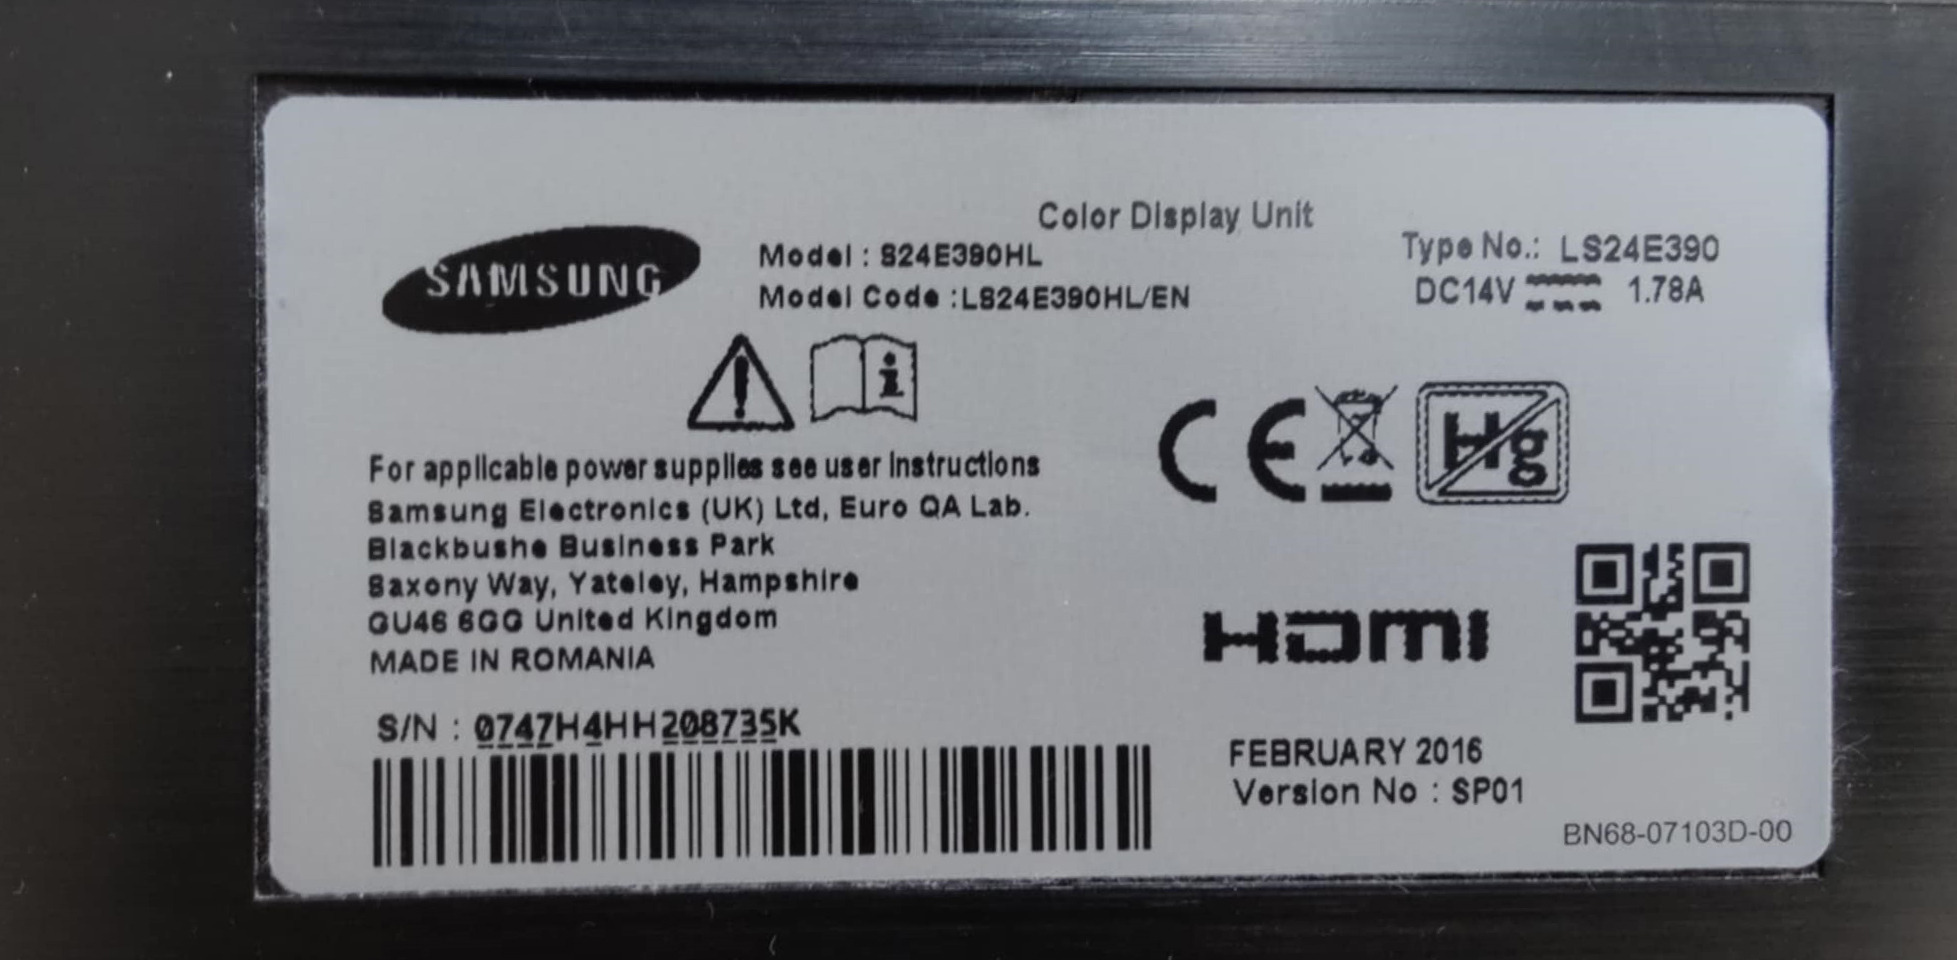 SAMSUNG
Color Display Unit
Model : S24E390HL
Model Code :LS24E390HL/EN
Type No.: LS24E390
DC14V 1.78A
i
CE
Hg
For applicable power supplies see user instructions
Samsung Electronics (UK) Ltd, Euro QA Lab.
Blackbushe Business Park
Saxony Way, Yateley, Hampshire
GU46 6GG United Kingdom
MADE IN ROMANIA
HDMI
S/N : 0747H4HH208735K
FEBRUARY 2016
Version No : SP01
BN68-07103D-00